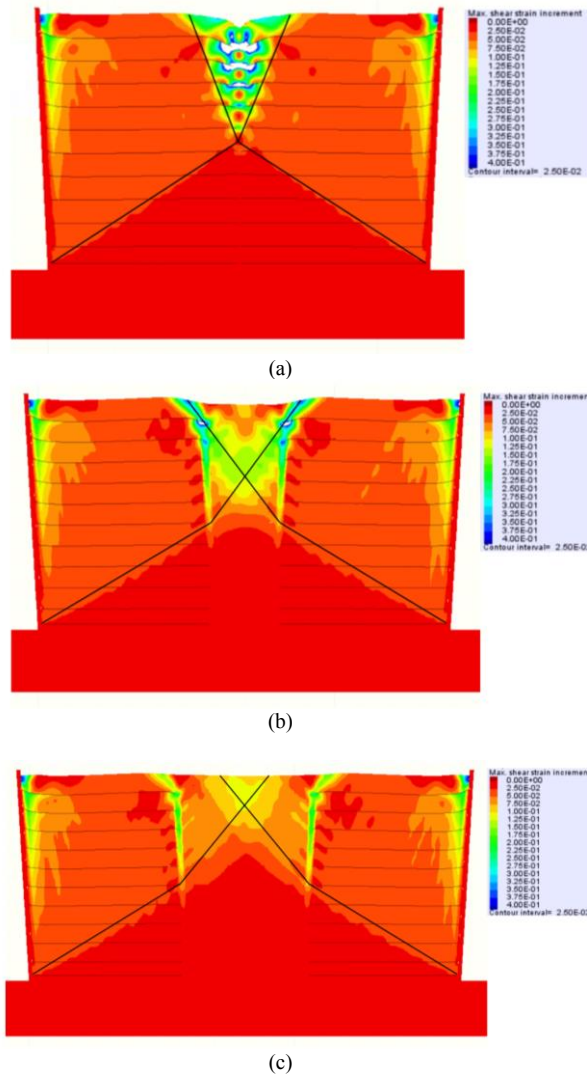 Max. shear strain increment
0.00E+00
2.50E-02
5.00E-02
7.50E-02
1.00E-01
1.25E-01
1.50E-01
1.75E-01
2.00E-01
2.25E-01
2.50E-01
2.75E-01
3.00E-01
3.25E-01
3.50E-01
3.75E-01
4.00E-01
Contour interval= 2.50E-02
(a)
Max. shear strain increment
0.00E+00
2.50E-02
5.00E-02
7.50E-02
1.00E-01
1.25E-01
1.50E-01
1.75E-01
2.00E-01
2.25E-01
2.50E-01
2.75E-01
3.00E-01
3.25E-01
3.50E-01
3.75E-01
4.00E-01
Contour interval= 2.50E-02
(b)
Max. shear strain increment
0.00E+00
2.50E-02
5.00E-02
7.50E-02
1.00E-01
1.25E-01
1.50E-01
1.75E-01
2.00E-01
2.25E-01
2.50E-01
2.75E-01
3.00E-01
3.25E-01
3.50E-01
3.75E-01
4.00E-01
Contour interval= 2.50E-02
(c)